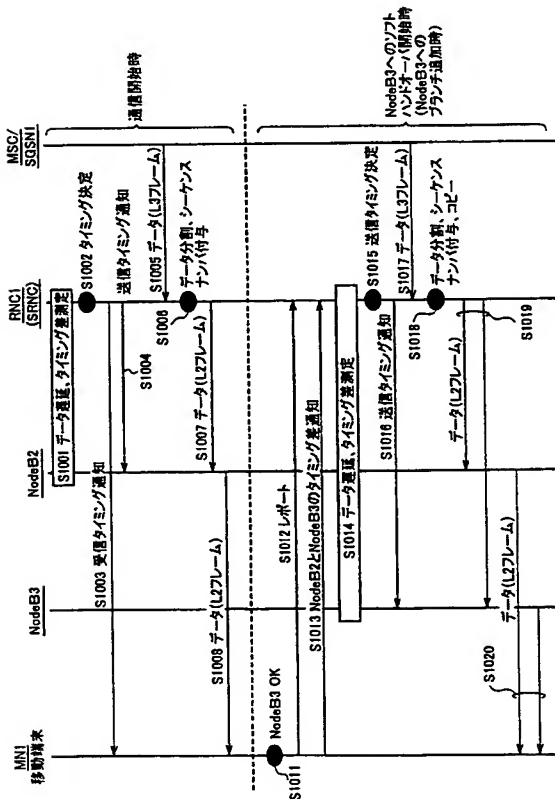 MN1
移動端末
NodeB3
NodeB2
RNC1
(SRNC)
MSC/
SGSN1
S1001 データ遅延、タイミング差測定
S1002 タイミング決定
S1003 受信タイミング通知
送信タイミング通知
S1004
S1005 データ(L3フレーム)
S1006
データ分割、シーケンス
ナンバ付与
S1007 データ(L2フレーム)
S1008 データ(L2フレーム)
通信開始時
NodeB3 OK
S1011
S1012 レポート
S1013 NodeB2とNodeB3のタイミング差通知
S1014 データ遅延、タイミング差測定
S1015 送信タイミング決定
S1016 送信タイミング通知
S1017 データ(L3フレーム)
S1018
データ分割、シーケンス
ナンバ付与、コピー
データ(L2フレーム)
S1019
データ(L2フレーム)
S1020
NodeB3へのソフト
ハンドオーバ開始時
(NodeB3への
ブランチ追加時)